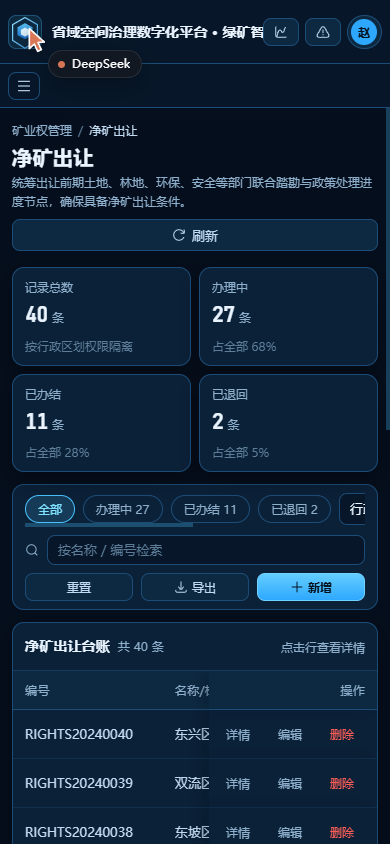 省域空间治理数字化平台 • 绿矿智
赵
DeepSeek
矿业权管理 / 净矿出让
净矿出让
统筹出让前期土地、林地、环保、安全等部门联合踏勘与政策处理进
度节点，确保具备净矿出让条件。
刷新
记录总数
40 条
按行政区划权限隔离
办理中
27 条
占全部 68%
已办结
11 条
占全部 28%
已退回
2 条
占全部 5%
全部 办理中 27 已办结 11 已退回 2 行
按名称 / 编号检索
重置 导出 新增
净矿出让台账 共 40 条 点击行查看详情
编号 名称/ 操作
RIGHTS20240040 东兴区 详情 编辑 删除
RIGHTS20240039 双流区 详情 编辑 删除
RIGHTS20240038 东坡区 详情 编辑 删除